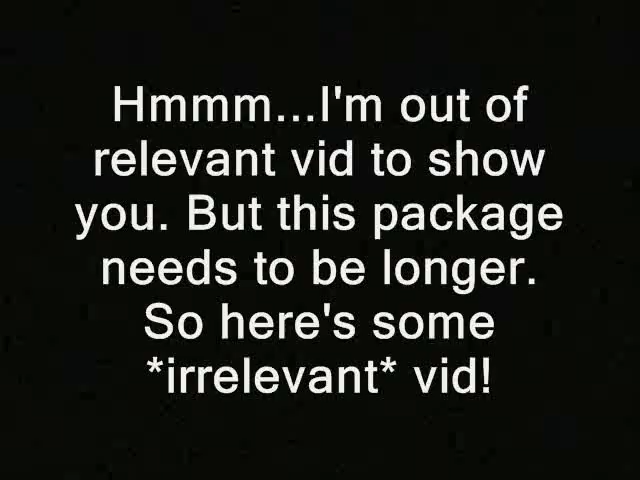 Hmmm...I'm out of
relevant vid to show
you. But this package
needs to be longer.
So here's some
*irrelevant* vid!